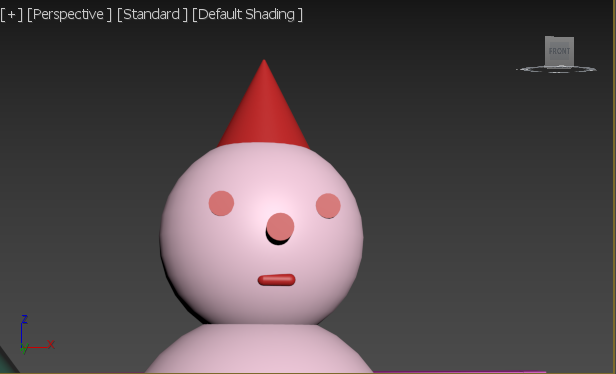 [+] [Perspective ] [Standard ] [Default Shading ]
FRONT
z
x
y